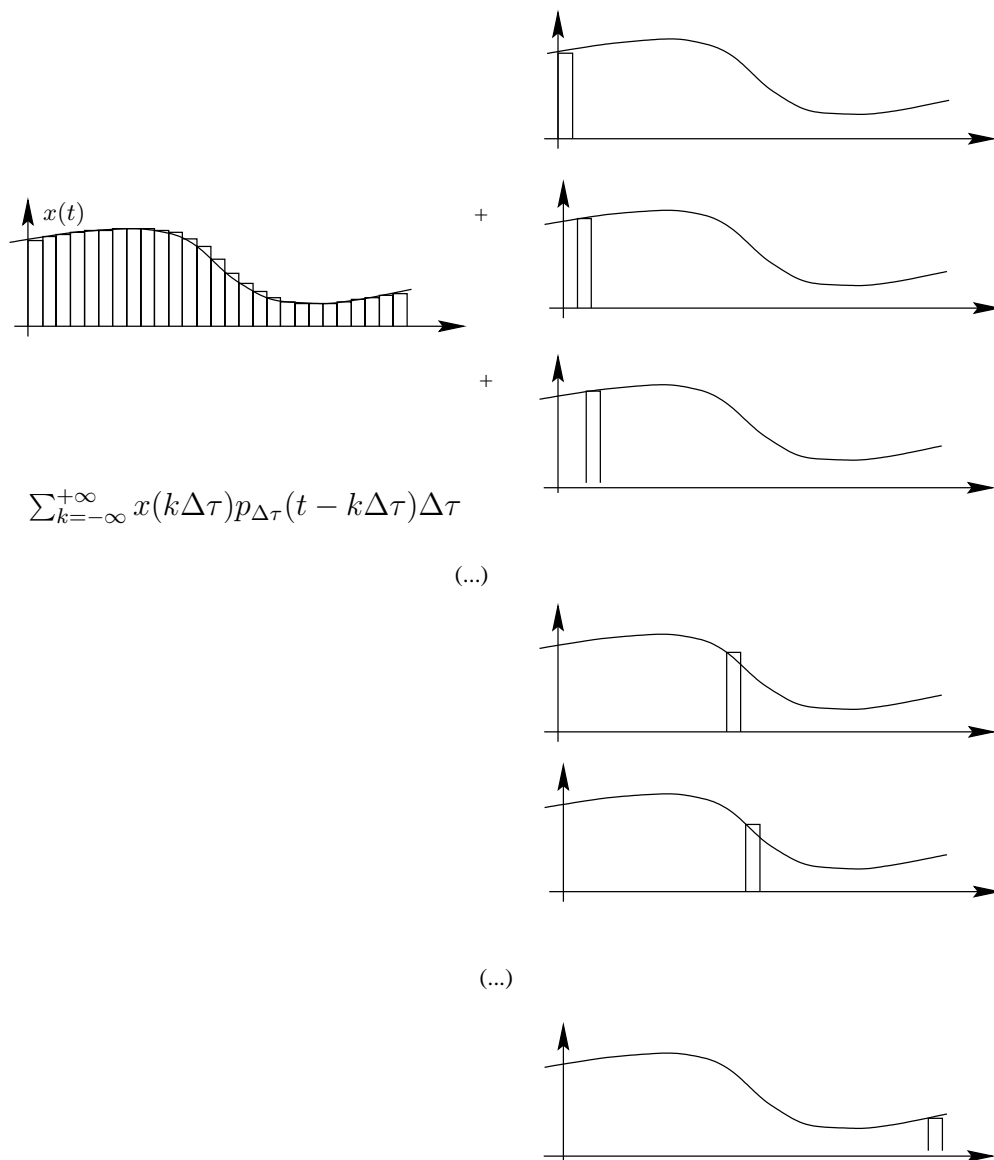 x(t)
+
+
∑_{k=-∞}^{+∞} x(kΔτ)p_{Δτ}(t − kΔτ)Δτ
(...)
(...)